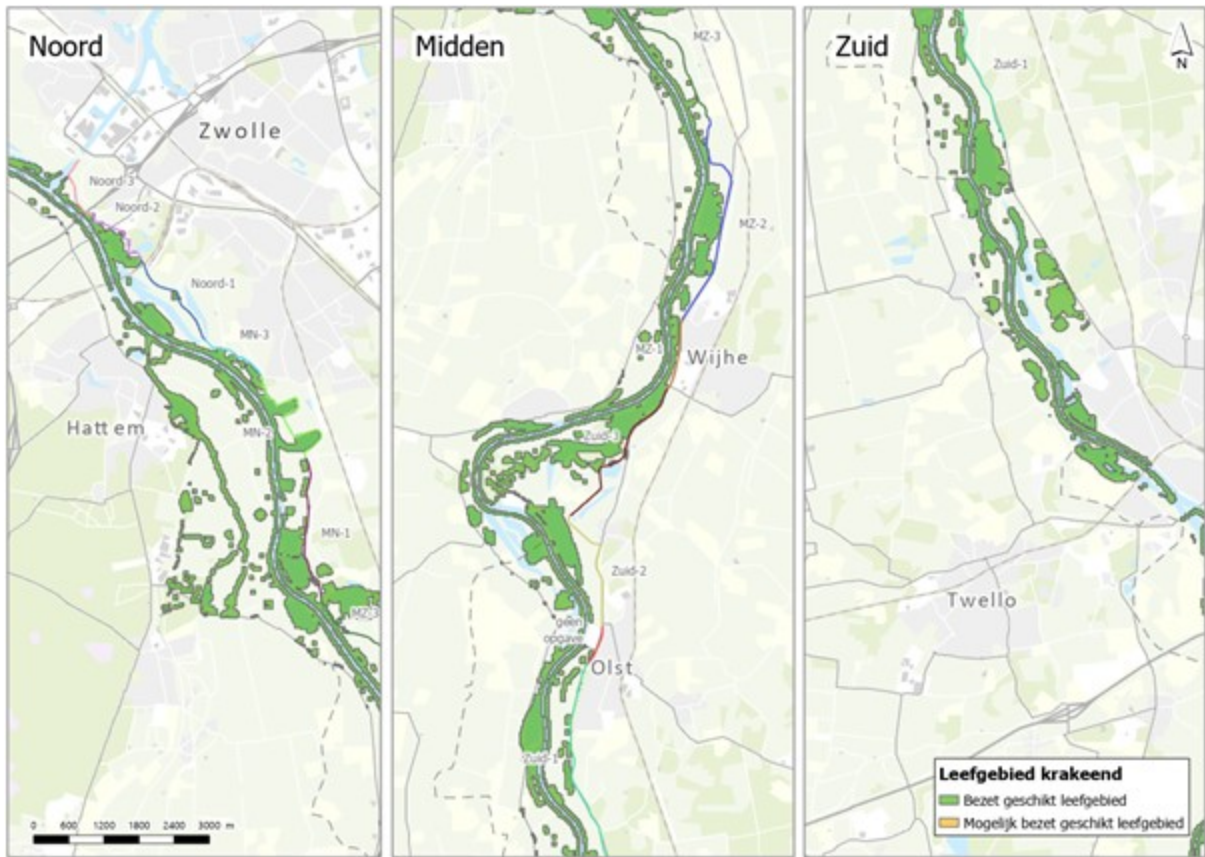 Noord
Zwolle
Noord-3
Noord-2
Noord-1
MN-3
Hattem
MN-2
MN-1
MZ-3
0 600 1200 1800 2400 3000 m
Midden
MZ-3
MZ-2
MZ-1
Wijhe
Zuid-3
Zuid-2
geen
opgave
Olst
Zuid-1
Zuid
N
Zuid-1
Twello
Leefgebied krakeend
Bezet geschikt leefgebied
Mogelijk bezet geschikt leefgebied